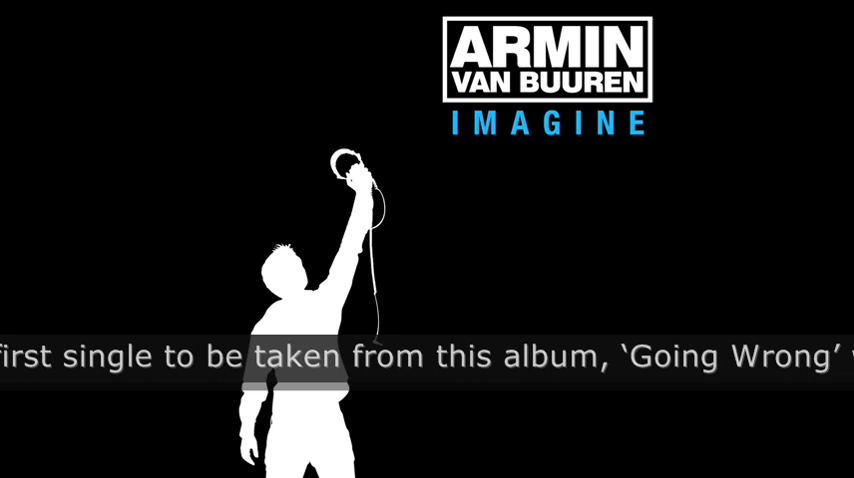 ARMIN
VAN BUUREN
IMAGINE
first single to be taken from this album, ‘Going Wrong’